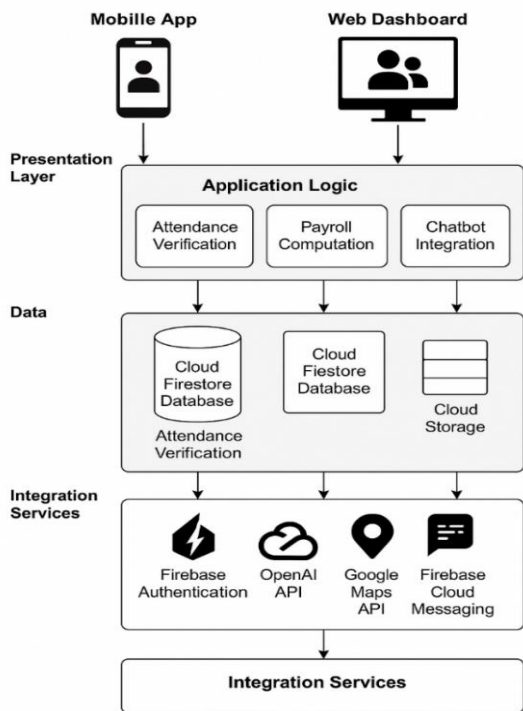 Mobille App
Web Dashboard
Presentation
Layer
Application Logic
Attendance
Verification
Payroll
Computation
Chatbot
Integration
Data
Cloud
Firestore
Database
Attendance
Verification
Cloud
Fiestore
Database
Cloud
Storage
Integration
Services
Firebase
Authentication
OpenAI
API
Google
Maps
API
Firebase
Cloud
Messaging
Integration Services